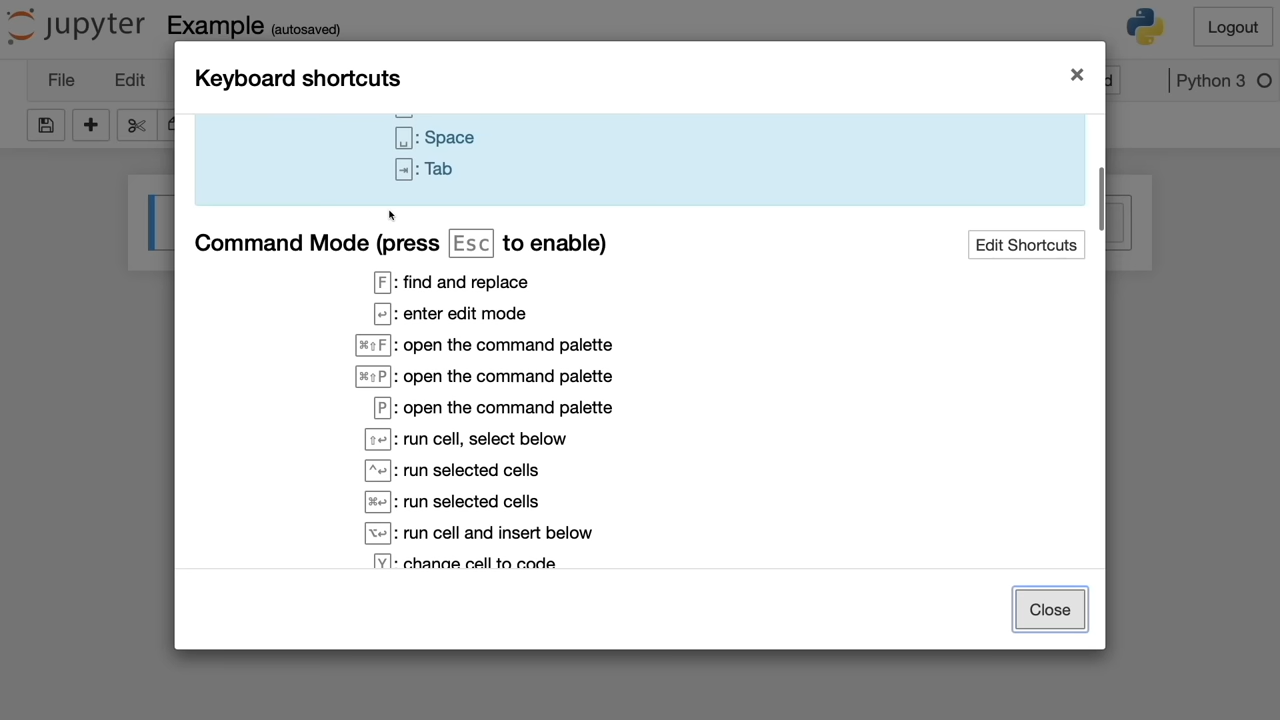 jupyter Example (autosaved)
Logout
File Edit
d Python 3
Keyboard shortcuts ×
␣: Space
⇥: Tab
Command Mode (press Esc to enable)
Edit Shortcuts
F: find and replace
↩: enter edit mode
⌘⇧F: open the command palette
⌘⇧P: open the command palette
P: open the command palette
⇧↩: run cell, select below
^↩: run selected cells
⌘↩: run selected cells
⌥↩: run cell and insert below
Y: change cell to code
Close